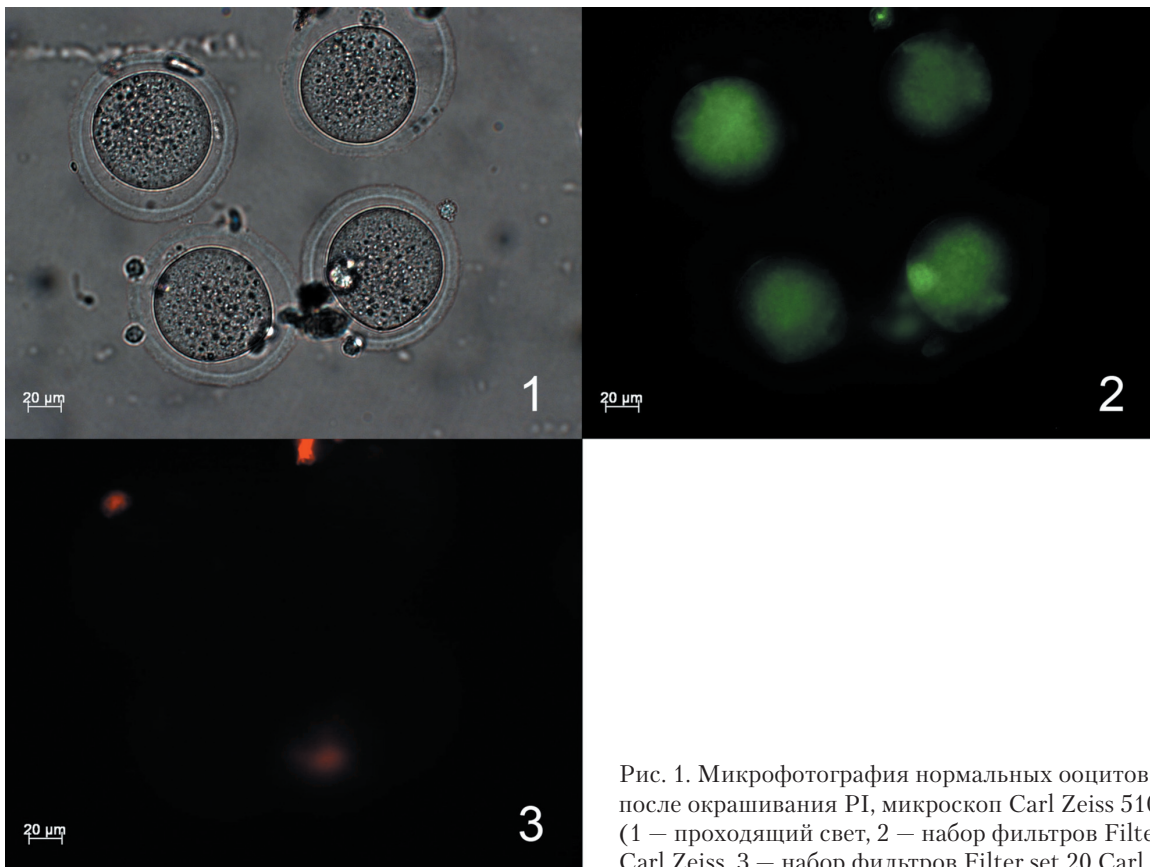 20 µm
1
20 µm
2
20 µm
3
Рис. 1. Микрофотография нормальных ооцитов
после окрашивания PI, микроскоп Carl Zeiss 510
(1 — проходящий свет, 2 — набор фильтров Filte
Carl Zeiss, 3 — набор фильтров Filter set 20 Carl